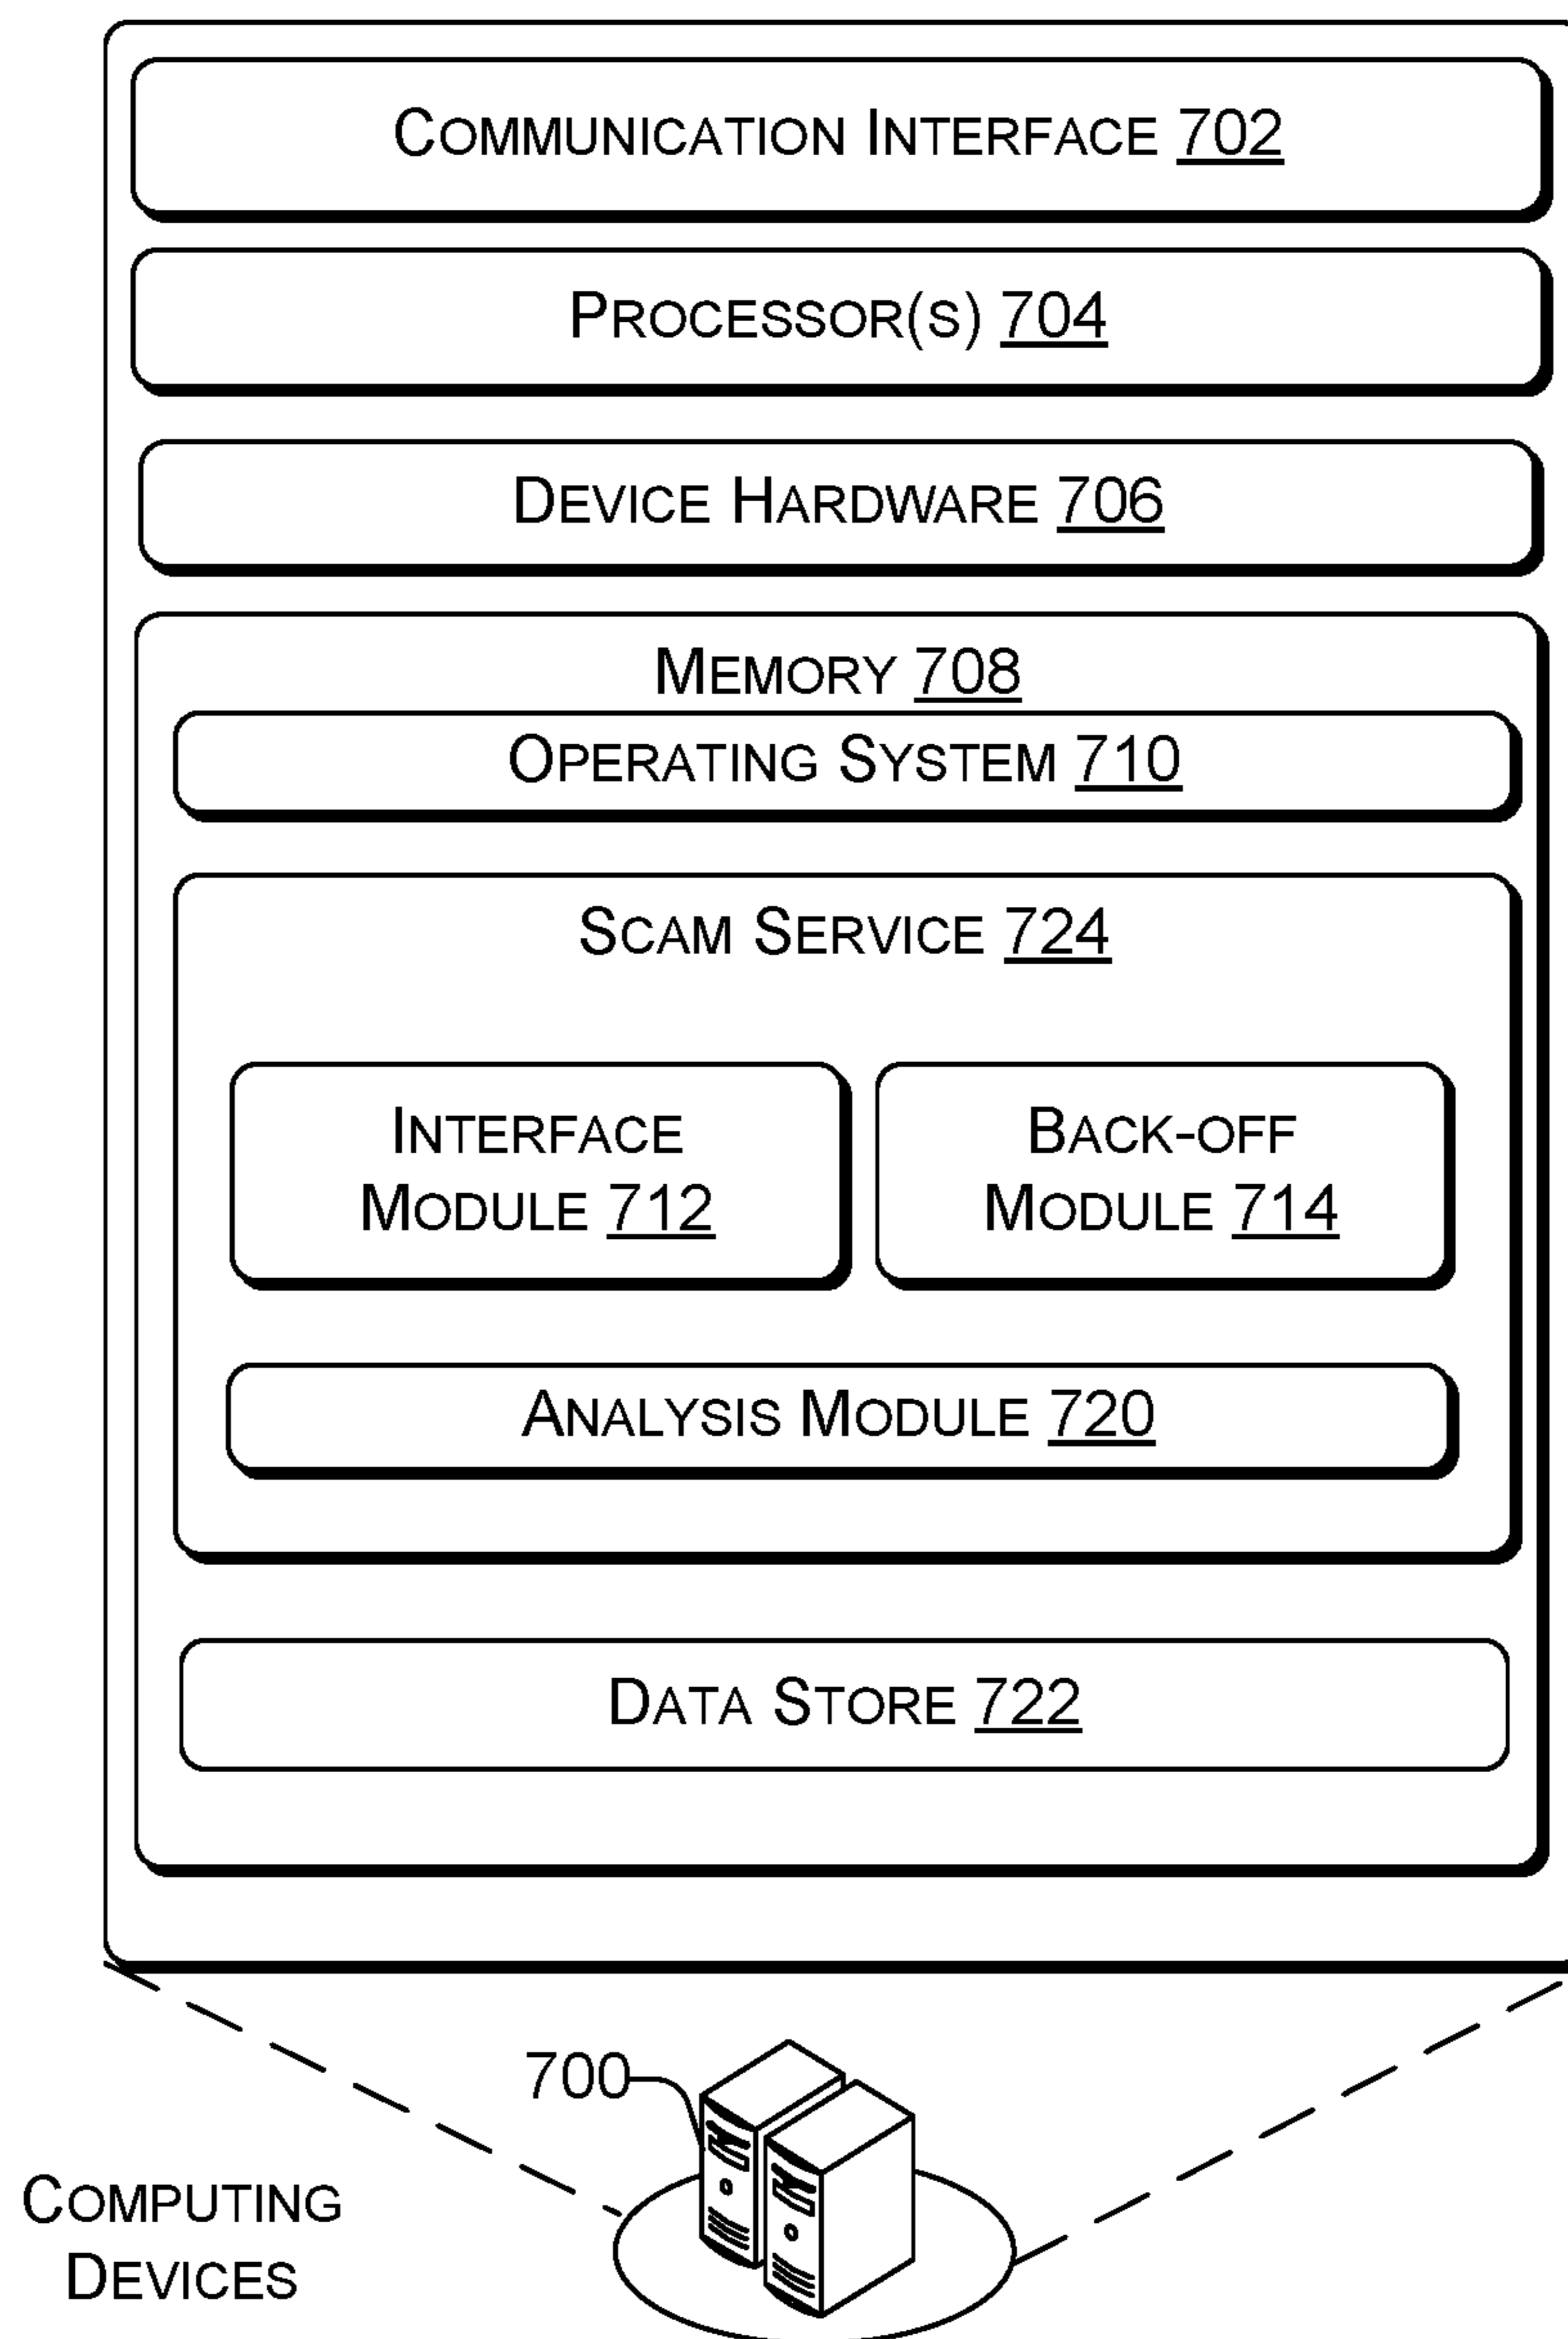 COMMUNICATION INTERFACE 702
PROCESSOR(S) 704
DEVICE HARDWARE 706
MEMORY 708
OPERATING SYSTEM 710
SCAM SERVICE 724
INTERFACE
MODULE 712
BACK-OFF
MODULE 714
ANALYSIS MODULE 720
DATA STORE 722
700
COMPUTING
DEVICES